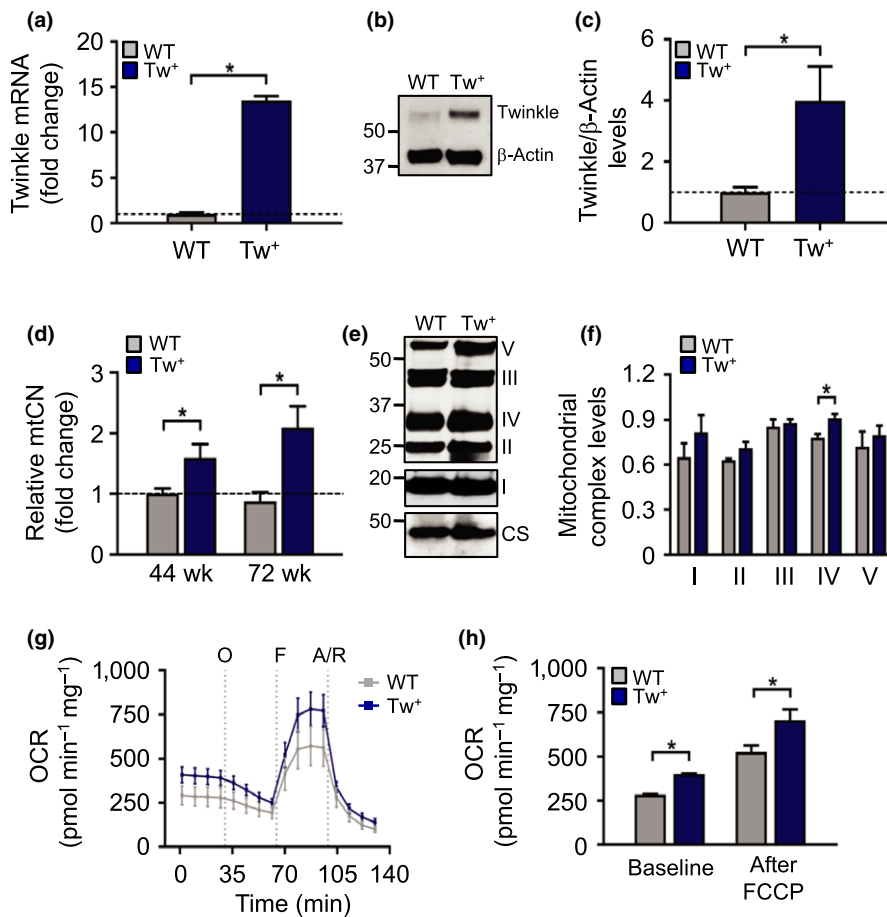 (a)
Twinkle mRNA
(fold change)
20
15
10
5
0
WT
Tw⁺
*
WT
Tw⁺
(b)
WT Tw⁺
50
37
Twinkle
β-Actin
(c)
Twinkle/β-Actin
levels
8
6
4
2
0
WT
Tw⁺
*
WT
Tw⁺
(d)
Relative mtCN
(fold change)
3
2
1
0
WT
Tw⁺
*
*
44 wk
72 wk
(e)
WT Tw⁺
50
37
25
20
50
V
III
IV
II
I
CS
(f)
Mitochondrial
complex levels
1.2
0.9
0.6
0.3
0
WT
Tw⁺
*
I II III IV V
(g)
OCR
(pmol min⁻¹ mg⁻¹)
1,000
750
500
250
0
O F A/R
WT
Tw⁺
0 35 70 105 140
Time (min)
(h)
OCR
(pmol min⁻¹ mg⁻¹)
1,000
750
500
250
0
WT
Tw⁺
*
*
Baseline
After
FCCP